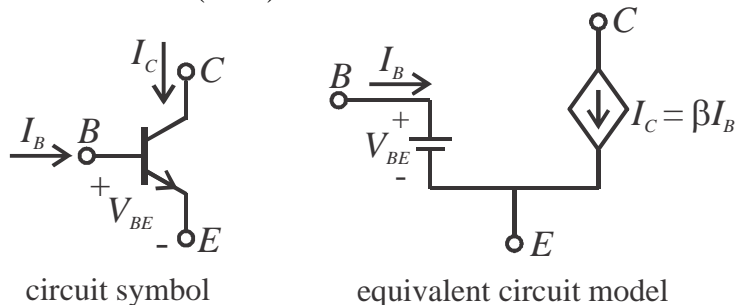 I_C
C
I_B
B
+
V_BE
-
E
circuit symbol
B
I_B
+
V_BE
-
C
I_C = βI_B
E
equivalent circuit model